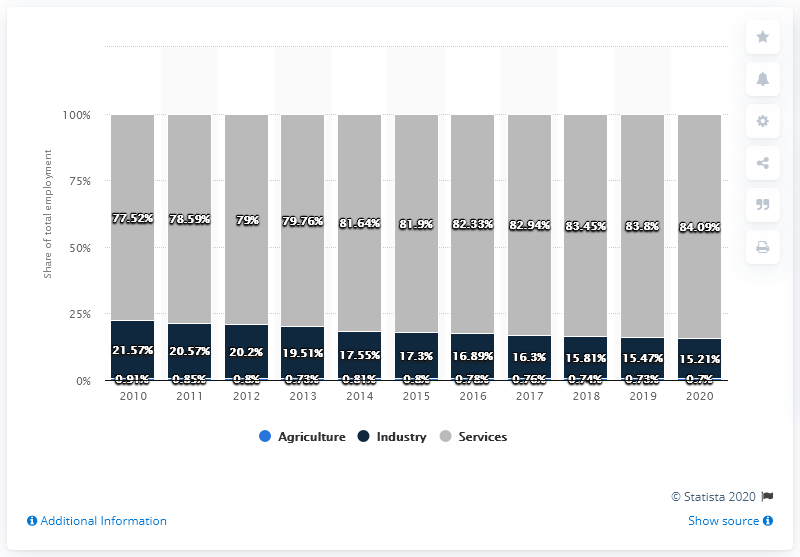 100%
75%
50%
25%
0%
Share of total employment
77.52% 78.59% 79% 79.76% 81.64% 81.9% 82.33% 82.94% 83.45% 83.8% 84.09%
21.57% 20.57% 20.2% 19.51% 17.55% 17.3% 16.89% 16.3% 15.81% 15.47% 15.21%
0.91% 0.85% 0.8% 0.73% 0.81% 0.8% 0.78% 0.76% 0.74% 0.73% 0.7%
2010 2011 2012 2013 2014 2015 2016 2017 2018 2019 2020
Agriculture Industry Services
© Statista 2020
Additional Information Show source